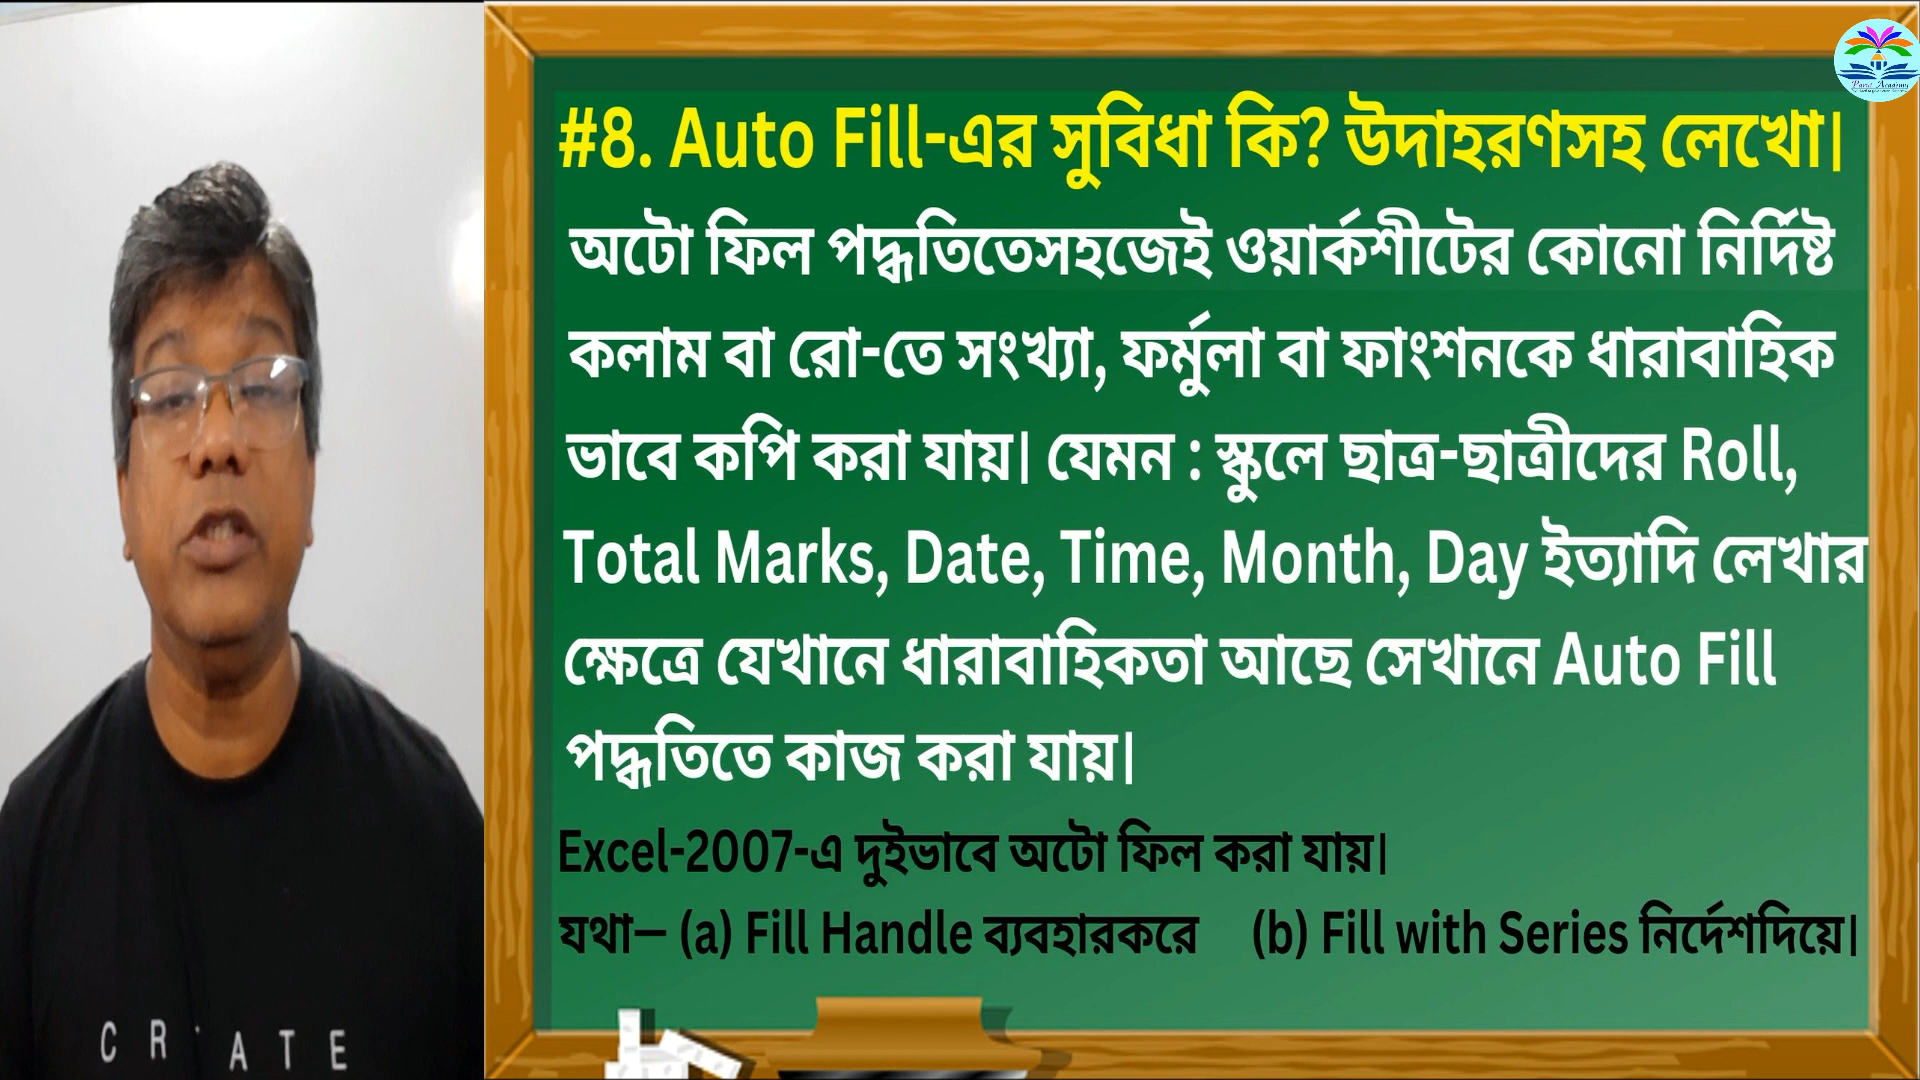 #8. Auto Fill-এর সুবিধা কি? উদাহরণসহ লেখো।
অটো ফিল পদ্ধতিতেসহজেই ওয়ার্কশীটের কোনো নির্দিষ্ট
কলাম বা রো-তে সংখ্যা, ফর্মুলা বা ফাংশনকে ধারাবাহিক
ভাবে কপি করা যায়। যেমন : স্কুলে ছাত্র-ছাত্রীদের Roll,
Total Marks, Date, Time, Month, Day ইত্যাদি লেখার
ক্ষেত্রে যেখানে ধারাবাহিকতা আছে সেখানে Auto Fill
পদ্ধতিতে কাজ করা যায়।
Excel-2007-এ দুইভাবে অটো ফিল করা যায়।
যথা– (a) Fill Handle ব্যবহারকরে (b) Fill with Series নির্দেশদিয়ে।